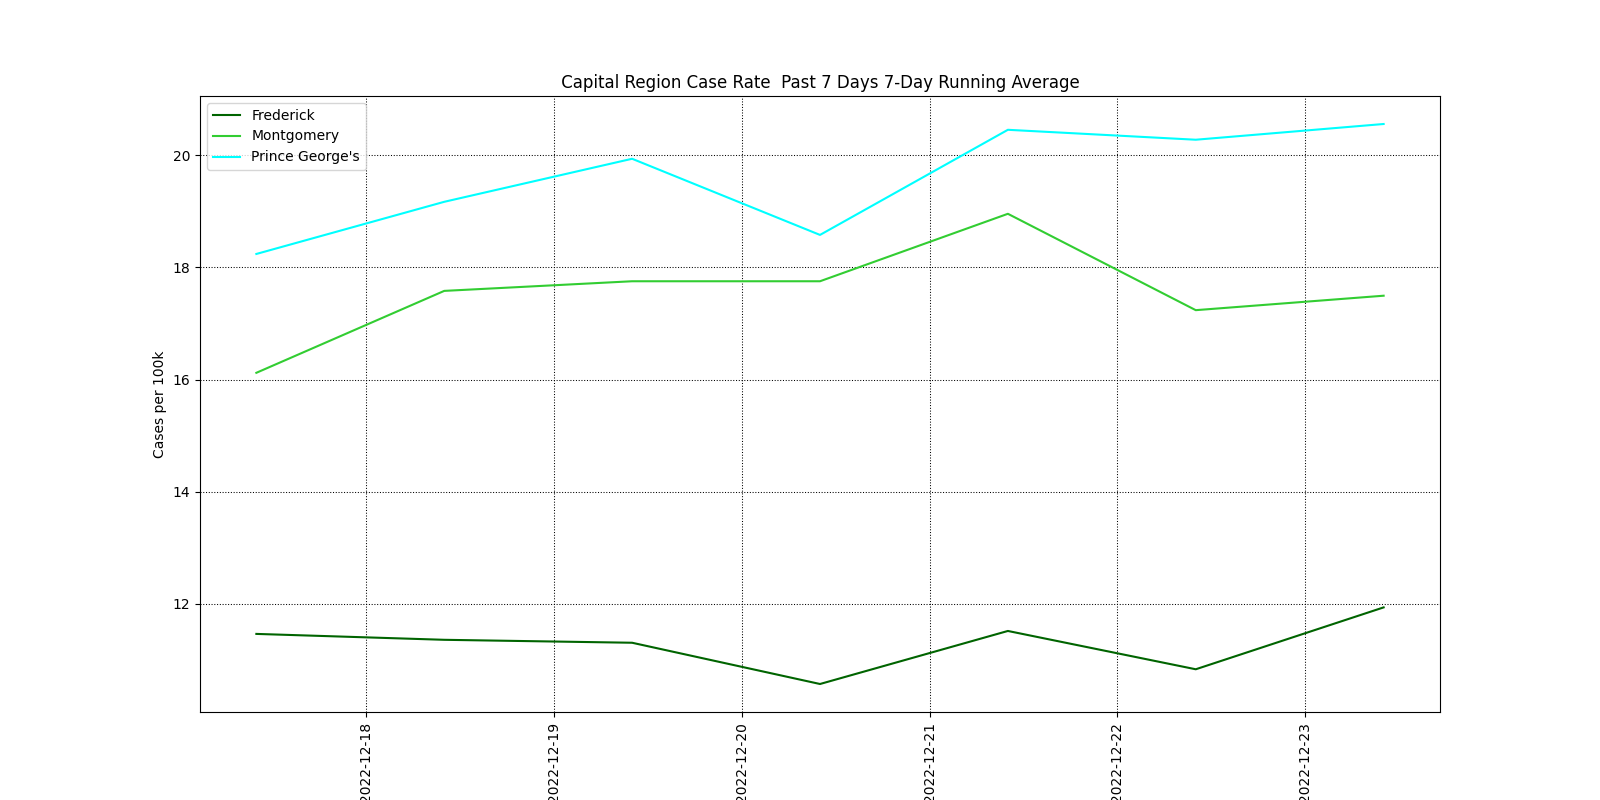 Capital Region Case Rate  Past 7 Days 7-Day Running Average
Frederick
Montgomery
Prince George's
20
18
16
14
12
Cases per 100k
2022-12-18
2022-12-19
2022-12-20
2022-12-21
2022-12-22
2022-12-23